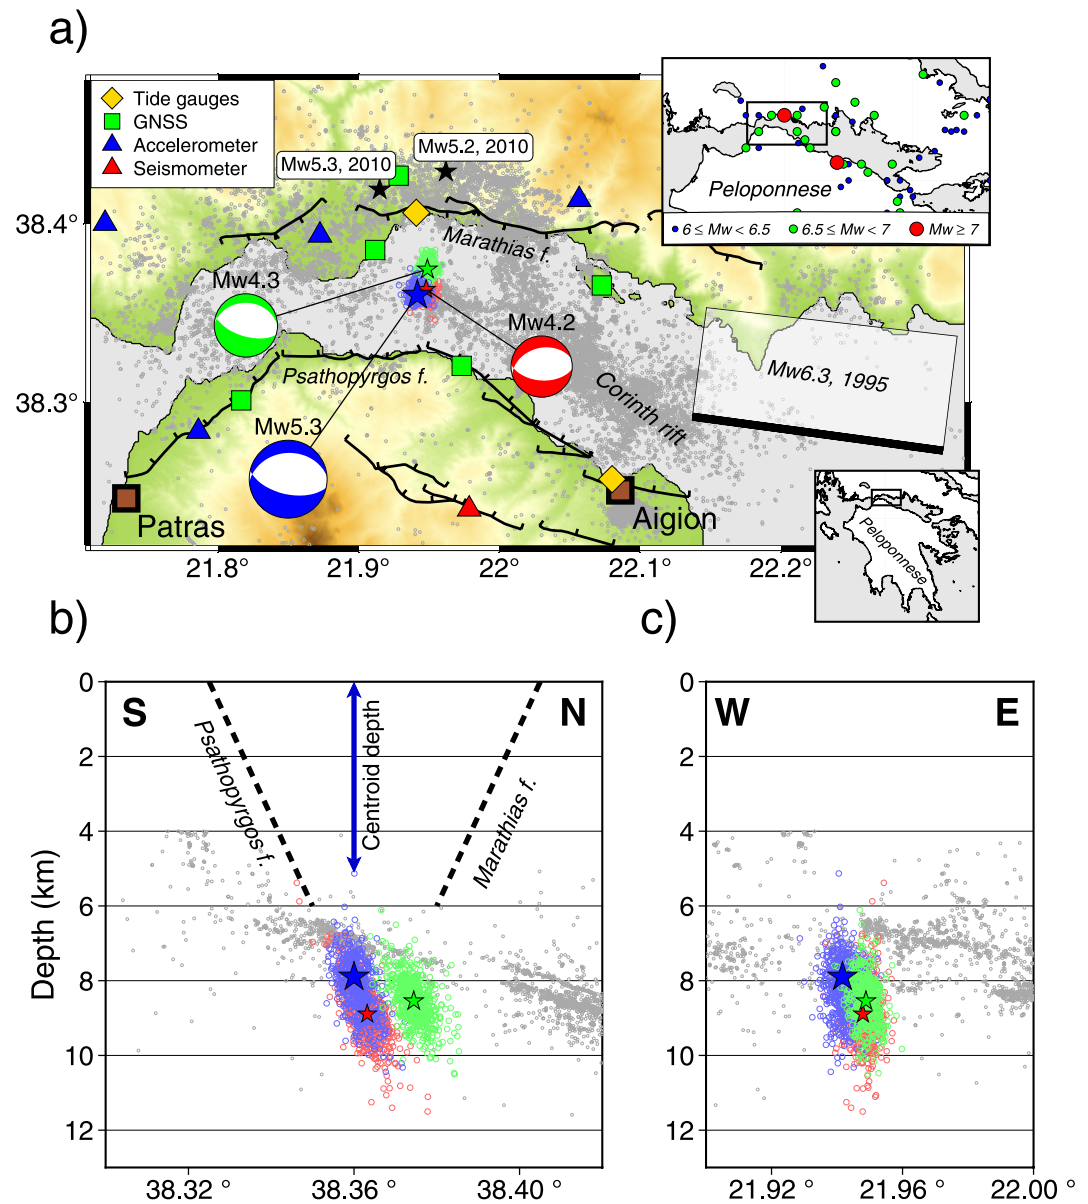 a)
Tide gauges
GNSS
Accelerometer
Seismometer
Mw5.3, 2010
Mw5.2, 2010
Peloponnese
6 ≤ Mw < 6.5
6.5 ≤ Mw < 7
Mw ≥ 7
38.4°
38.3°
Marathias f.
Mw4.3
Mw4.2
Psathopyrgos f.
Mw6.3, 1995
Corinth rift
Mw5.3
Patras
Aigion
Peloponnese
21.8°
21.9°
22°
22.1°
22.2°
b)
c)
0
2
4
6
8
10
12
Depth (km)
S
N
Psathopyrgos f.
Centroid depth
Marathias f.
38.32°
38.36°
38.40°
0
2
4
6
8
10
12
W
E
21.92°
21.96°
22.00°